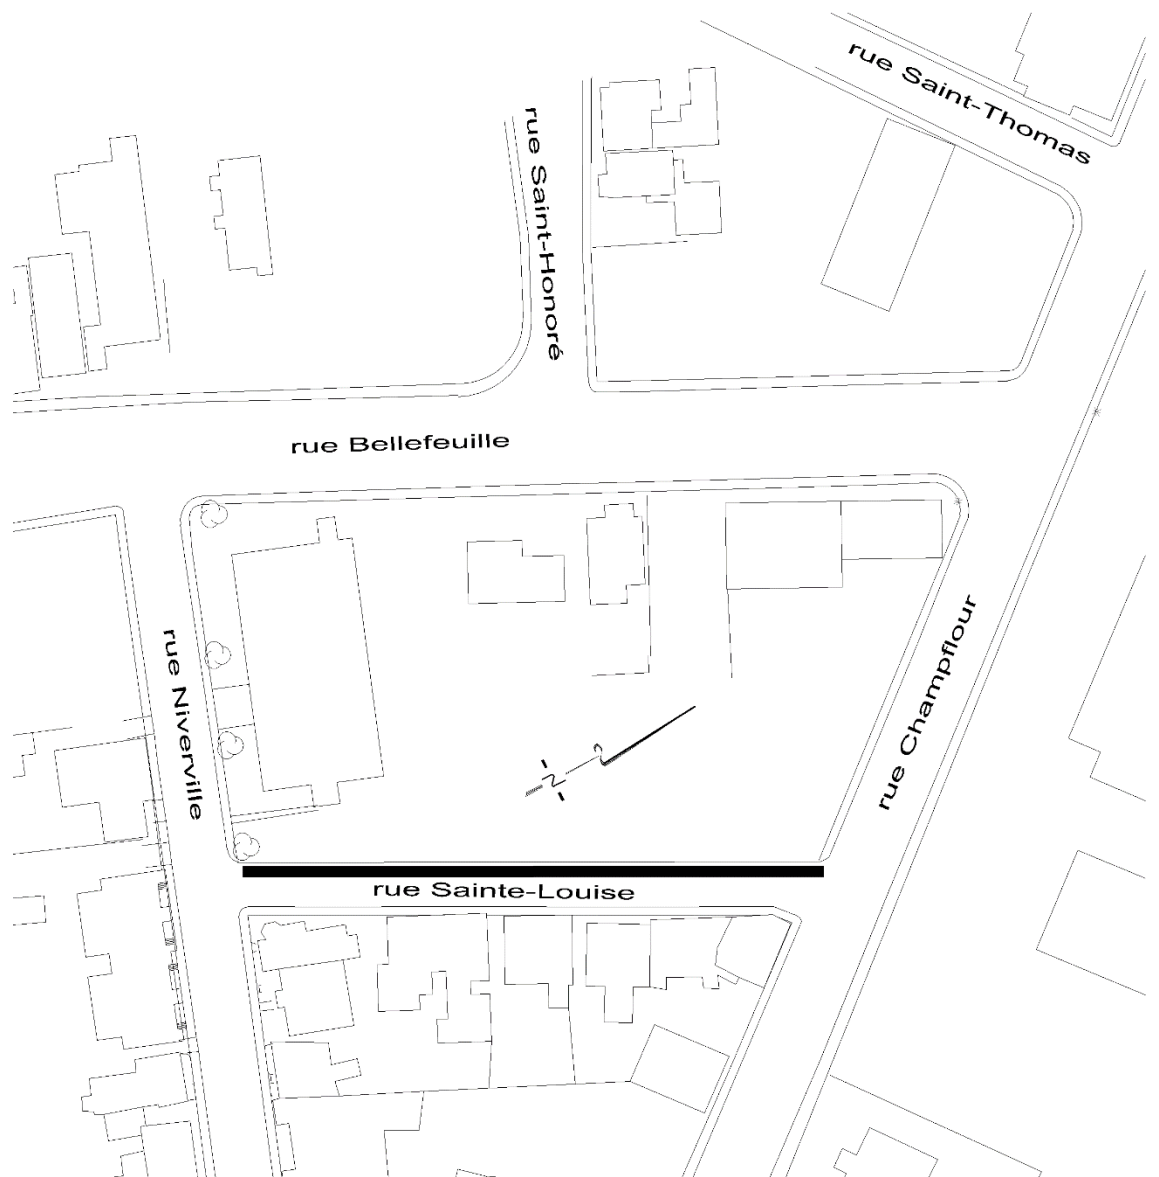 rue Saint-Thomas
rue Saint-Honoré
rue Bellefeuille
rue Niverville
rue Champflour
rue Sainte-Louise